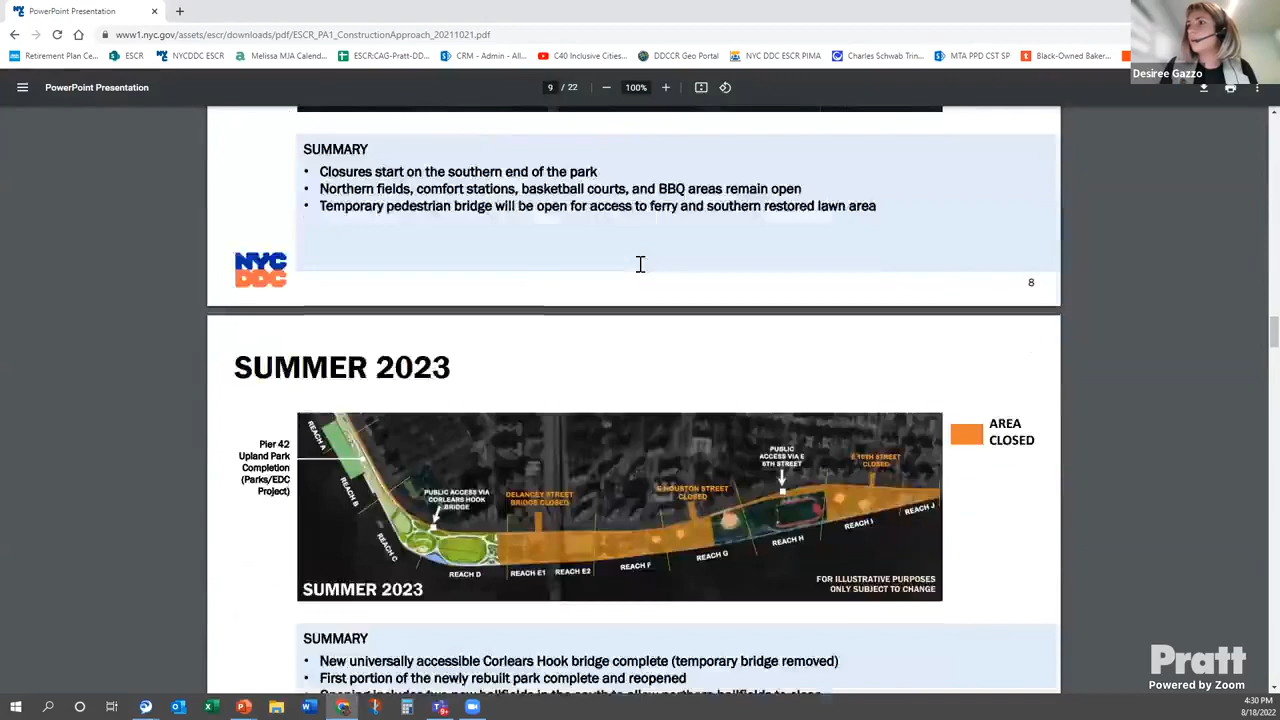 PowerPoint Presentation
www1.nyc.gov/assets/escr/downloads/pdf/ESCR_PA1_ConstructionApproach_20211021.pdf
Retirement Plan Ce...
ESCR
NYCDDC ESCR
Melissa MJA Calend...
ESCR:CAG-Pratt-DD...
CRM - Admin - All...
C40 Inclusive Cities...
DDCCR Geo Portal
NYC DDC ESCR PIMA
Charles Schwab Trin...
MTA PPD CST SP
Black-Owned Baker...
Desiree Gazzo
PowerPoint Presentation
9 / 22
100%
SUMMARY
• Closures start on the southern end of the park
• Northern fields, comfort stations, basketball courts, and BBQ areas remain open
• Temporary pedestrian bridge will be open for access to ferry and southern restored lawn area
NYC
DDC
8
SUMMER 2023
AREA
CLOSED
Pier 42
Upland Park
Completion
(Parks/EDC
Project)
REACH A
REACH B
REACH C
PUBLIC ACCESS VIA
CORLEARS HOOK
BRIDGE
DELANCEY STREET
BRIDGE CLOSED
E HOUSTON STREET
CLOSED
PUBLIC
ACCESS VIA E
6TH STREET
E 10TH STREET
CLOSED
REACH D
REACH E1
REACH E2
REACH F
REACH G
REACH H
REACH I
REACH J
SUMMER 2023
FOR ILLUSTRATIVE PURPOSES
ONLY SUBJECT TO CHANGE
SUMMARY
• New universally accessible Corlears Hook bridge complete (temporary bridge removed)
• First portion of the newly rebuilt park complete and reopened
Pratt
Powered by Zoom
4:30 PM
8/18/2022